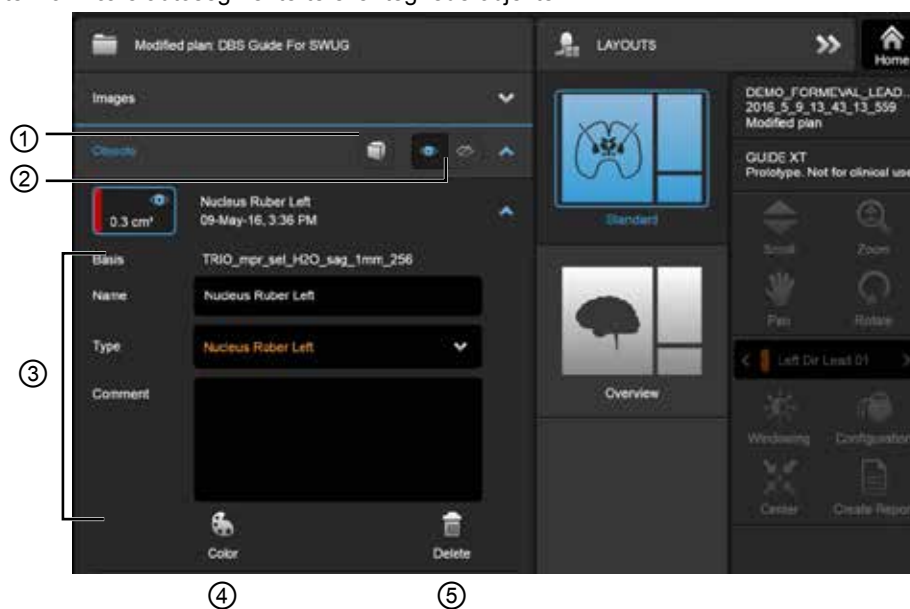 Modified plan: DBS Guide For SWUG
LAYOUTS
Home
Images
DEMO_FORMEVAL_LEAD...
2016_5_9_13_43_13_559
Modified plan
①
Objects
②
GUIDE XT
Prototype. Not for clinical use
0.3 cm³
Nucleus Ruber Left
09-May-16, 3:36 PM
Standard
Scroll
Zoom
③
Basis
TRIO_mpr_sel_H2O_sag_1mm_256
Name
Nucleus Ruber Left
Pan
Rotate
Type
Nucleus Ruber Left
Left Dir Lead 01
Comment
Overview
Windowing
Configuration
Center
Create Report
Color
Delete
④
⑤